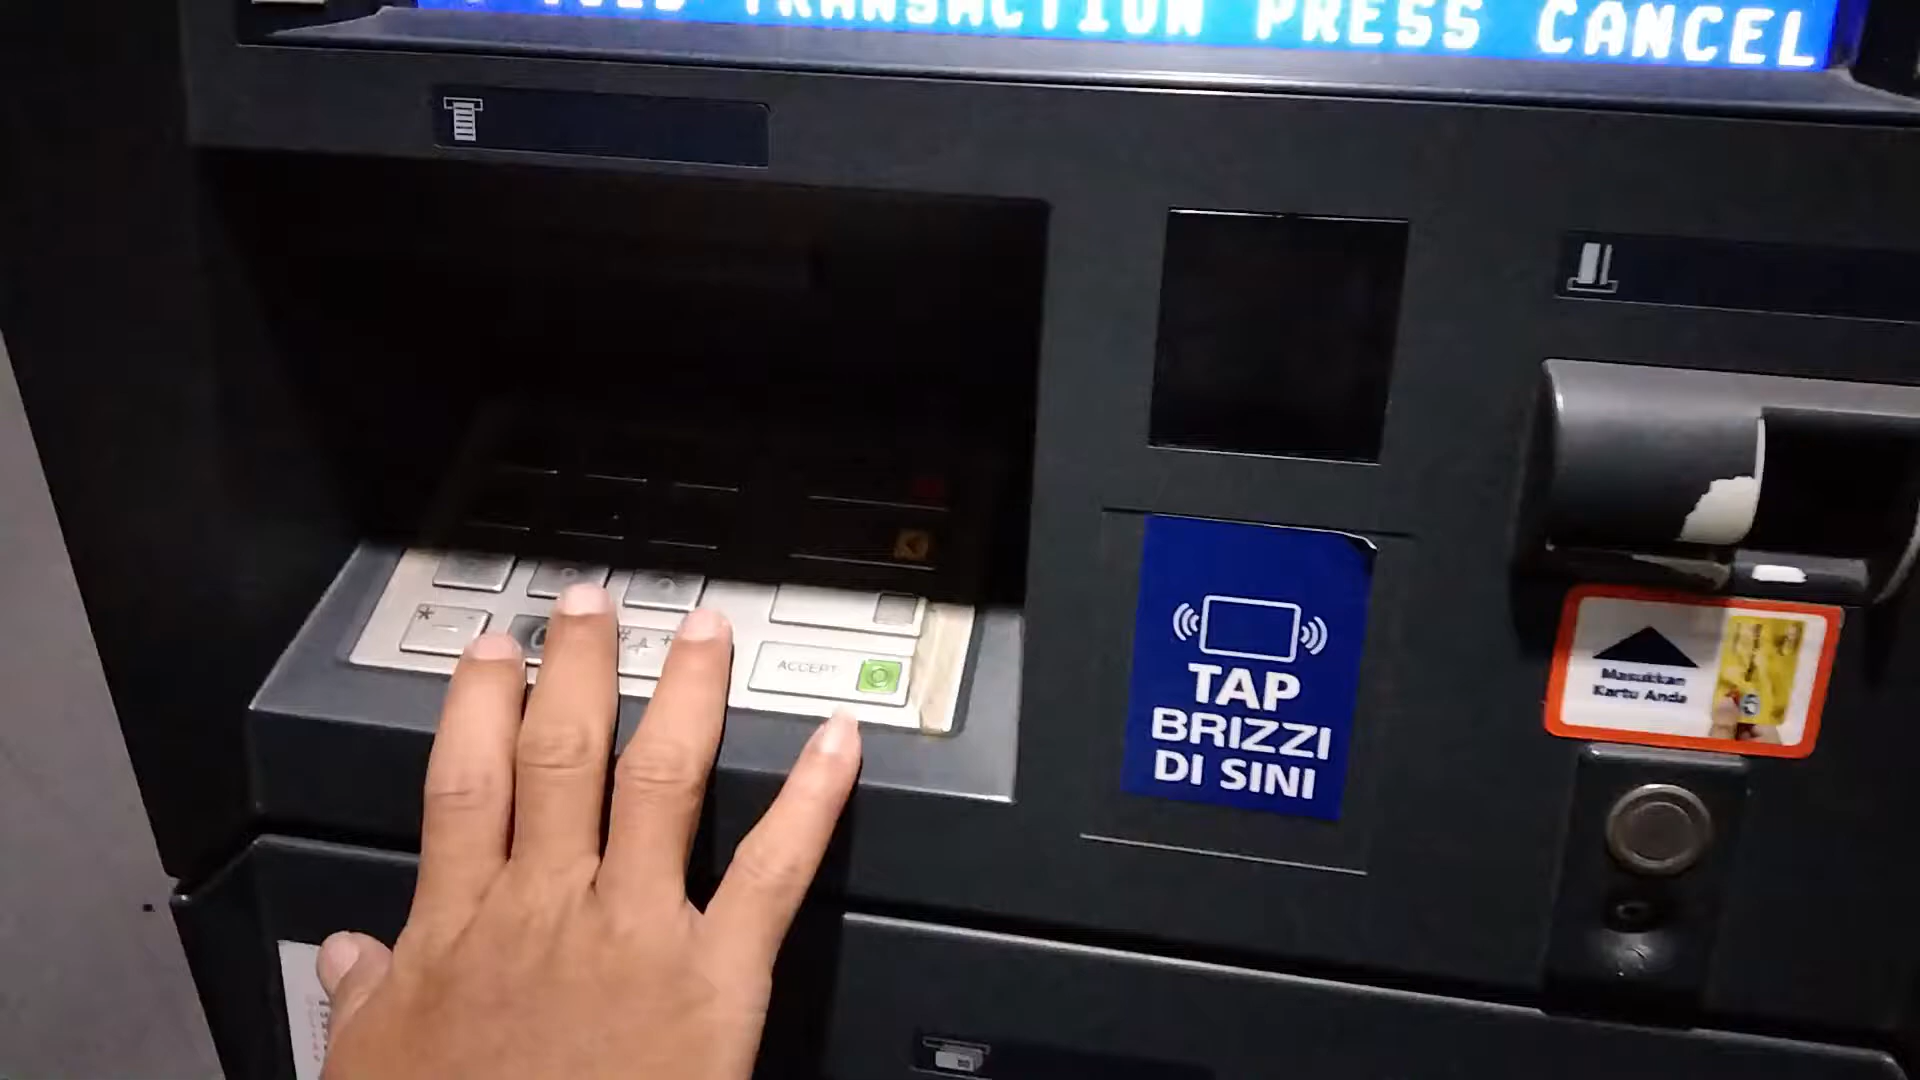 TRANSACTION PRESS CANCEL
ACCEPT
TAP
BRIZZI
DI SINI
Masukkan
Kartu Anda